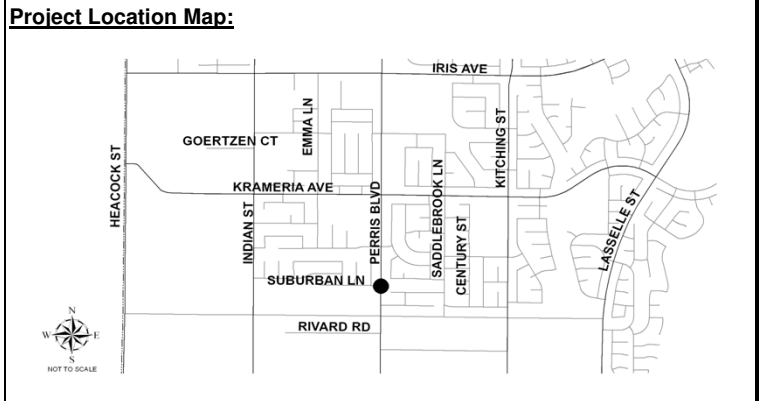 Project Location Map:
IRIS AVE
EMMA LN
GOERTZEN CT
KITCHING ST
HEACOCK ST
KRAMERIA AVE
PERRIS BLVD
SADDLEBROOK LN
LASSELLE ST
INDIAN ST
CENTURY ST
SUBURBAN LN
RIVARD RD
N
W E
S
NOT TO SCALE